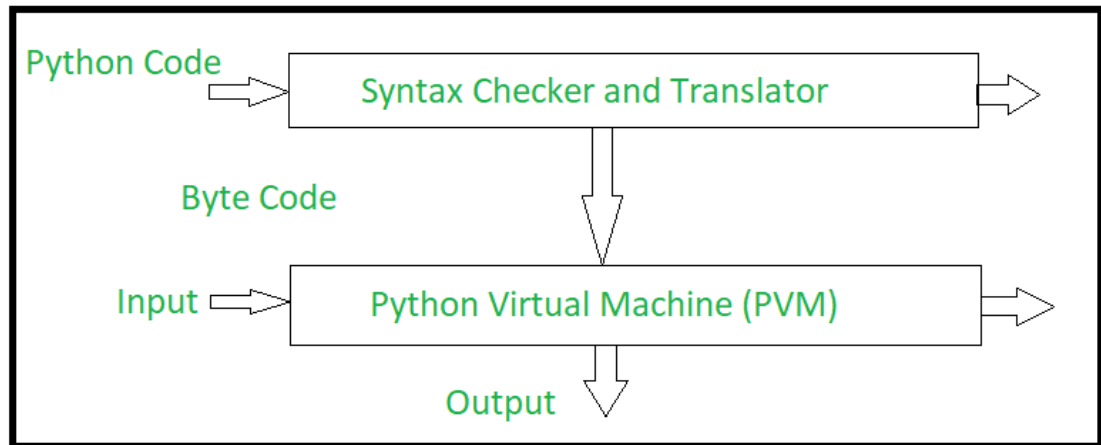 Python Code
Syntax Checker and Translator
Byte Code
Input
Python Virtual Machine (PVM)
Output